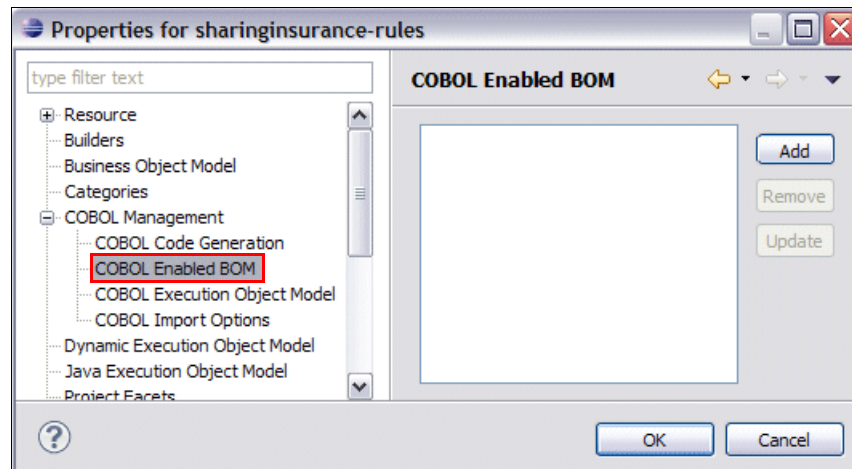 Properties for sharinginsurance-rules
type filter text
Resource
Builders
Business Object Model
Categories
COBOL Management
COBOL Code Generation
COBOL Enabled BOM
COBOL Execution Object Model
COBOL Import Options
Dynamic Execution Object Model
Java Execution Object Model
Project Facets
COBOL Enabled BOM
Add
Remove
Update
OK
Cancel